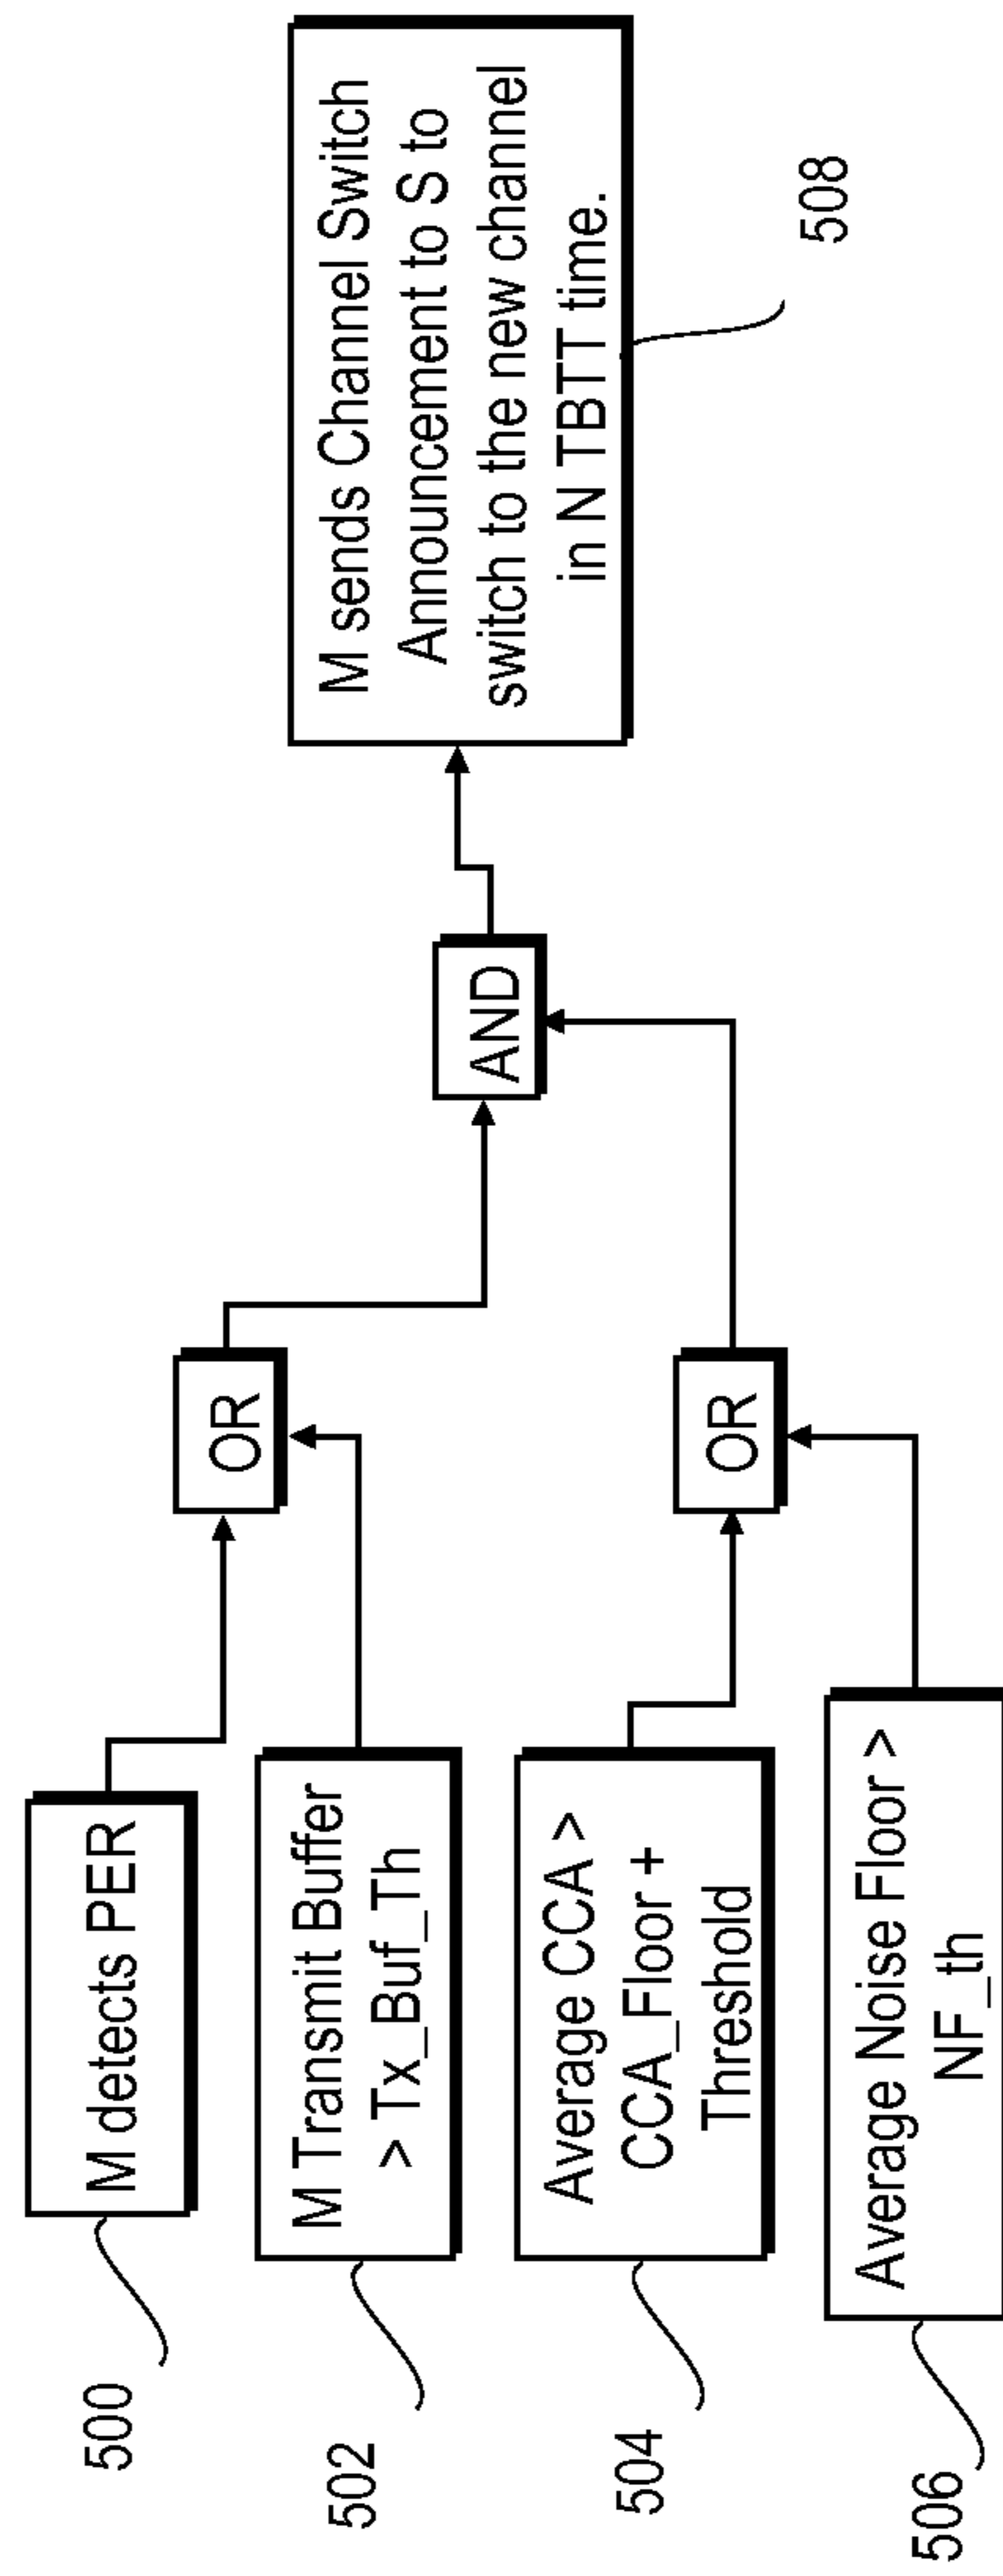 500
M detects PER
502
M Transmit Buffer
> Tx_Buf_Th
OR
504
Average CCA >
CCA_Floor +
Threshold
506
Average Noise Floor >
NF_th
OR
AND
M sends Channel Switch
Announcement to S to
switch to the new channel
in N TBTT time.
508